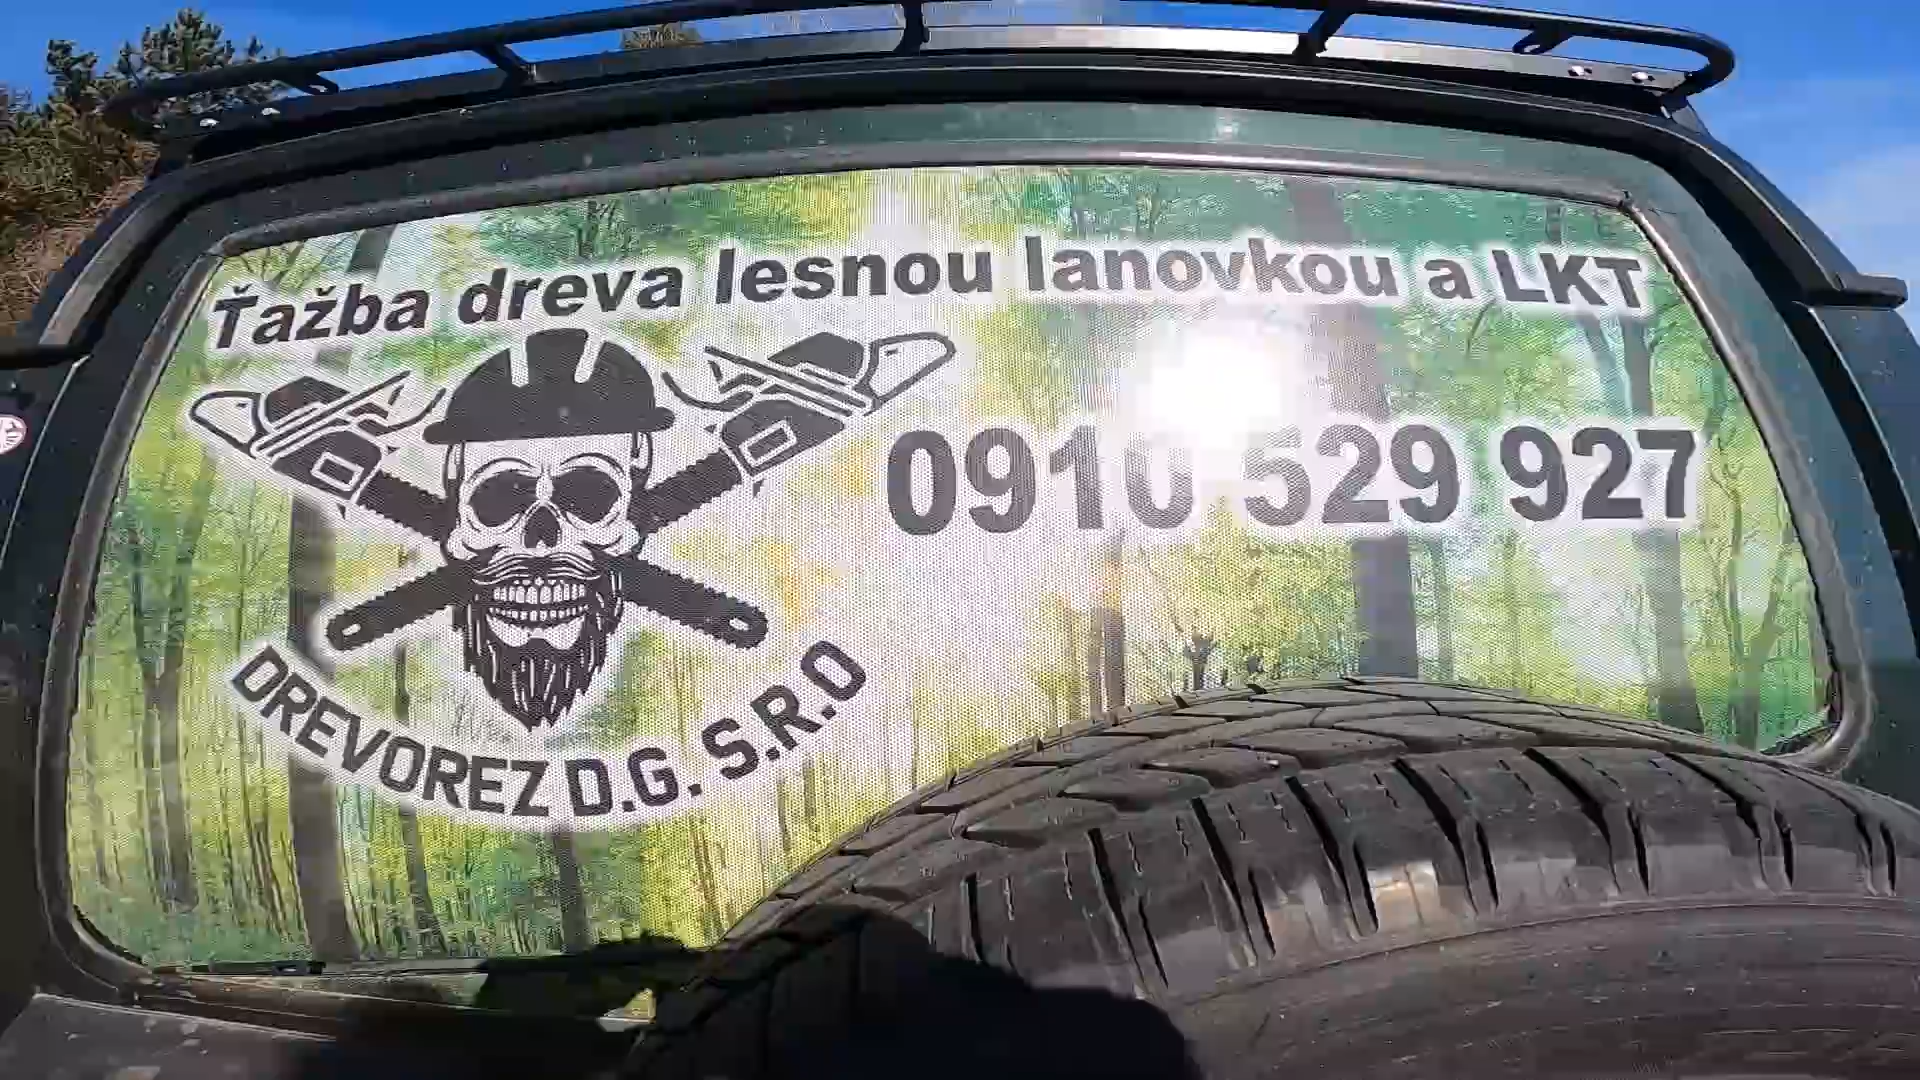 Ťažba dreva lesnou lanovkou a LKT
0910 529 927
DREVOREZ D.G. S.R.O